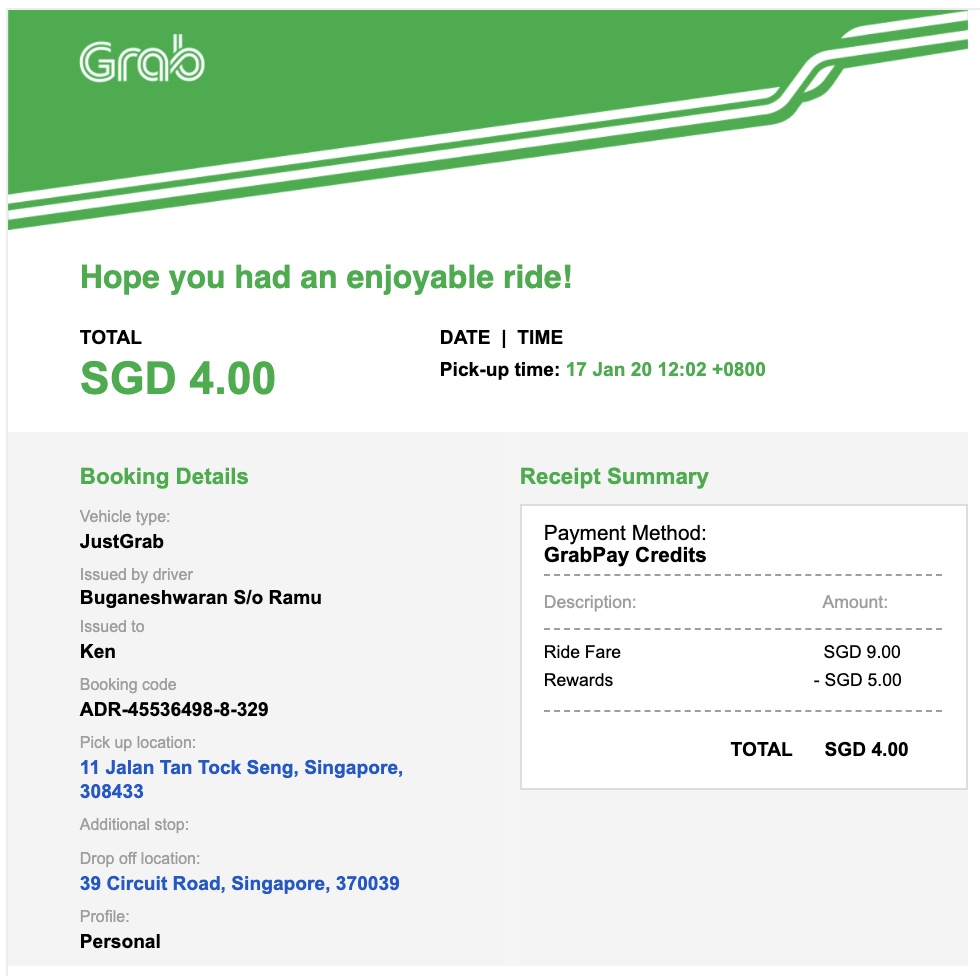 Grab
Hope you had an enjoyable ride!
TOTAL
SGD 4.00
DATE | TIME
Pick-up time: 17 Jan 20 12:02 +0800
Booking Details
Vehicle type:
JustGrab
Issued by driver
Buganeshwaran S/o Ramu
Issued to
Ken
Booking code
ADR-45536498-8-329
Pick up location:
11 Jalan Tan Tock Seng, Singapore,
308433
Additional stop:
Drop off location:
39 Circuit Road, Singapore, 370039
Profile:
Personal
Receipt Summary
Payment Method:
GrabPay Credits
Description: Amount:
Ride Fare SGD 9.00
Rewards - SGD 5.00
TOTAL SGD 4.00